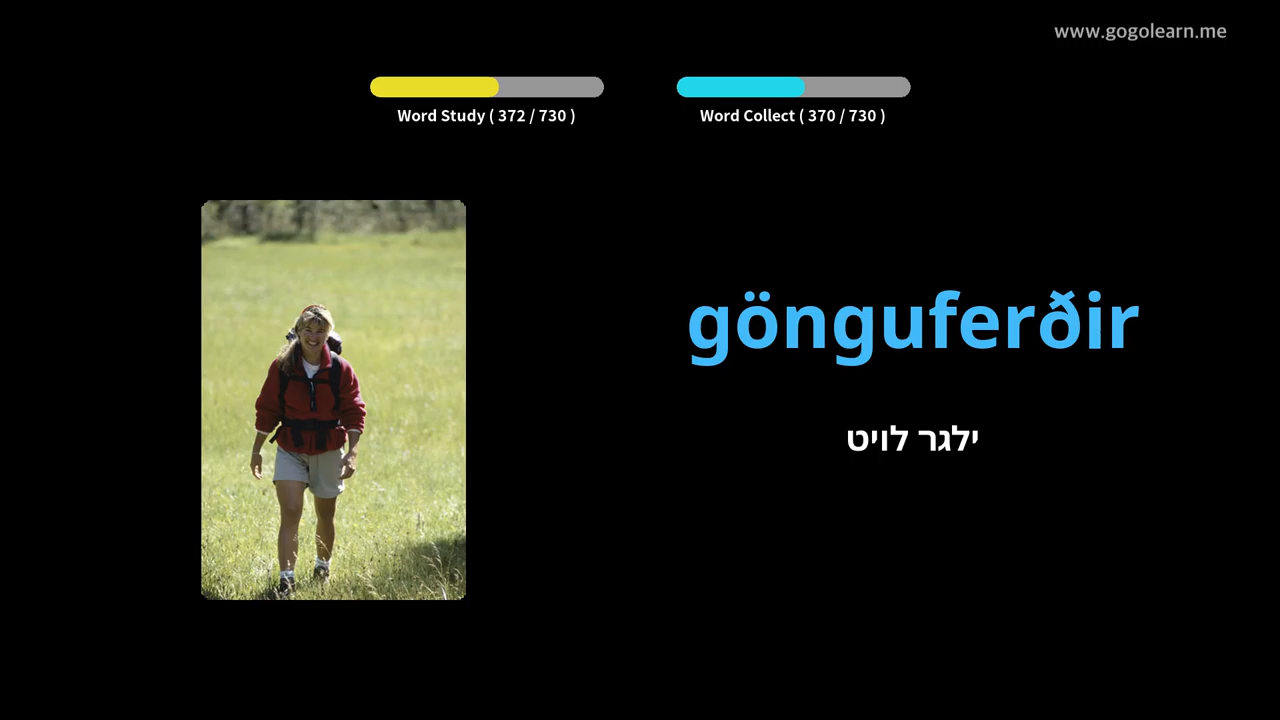 www.gogolearn.me
Word Study ( 372 / 730 )
Word Collect ( 370 / 730 )
gönguferðir
ילגר לויט